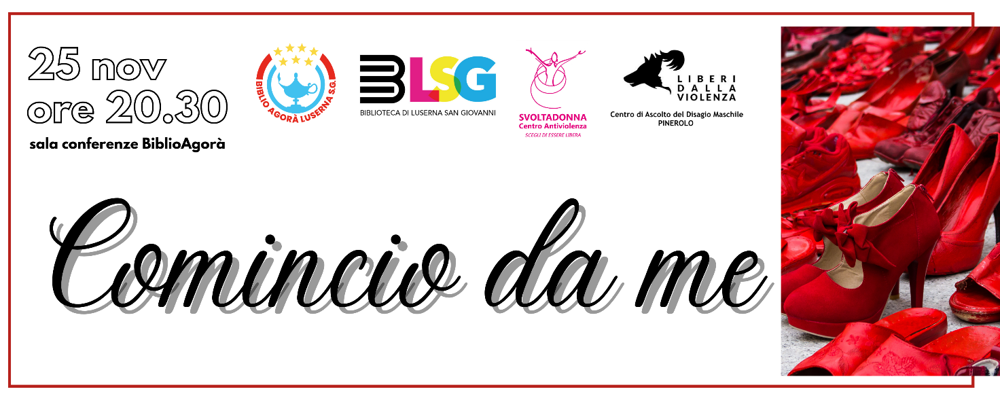 25 nov
ore 20.30
sala conferenze BiblioAgorà
BIBLIO AGORÀ LUSERNA S.G.
BLSG
BIBLIOTECA DI LUSERNA SAN GIOVANNI
SVOLTADONNA
Centro Antiviolenza
SCEGLI DI ESSERE LIBERA
LIBERI
DALLA
VIOLENZA
Centro di Ascolto del Disagio Maschile
PINEROLO
Comincio da me